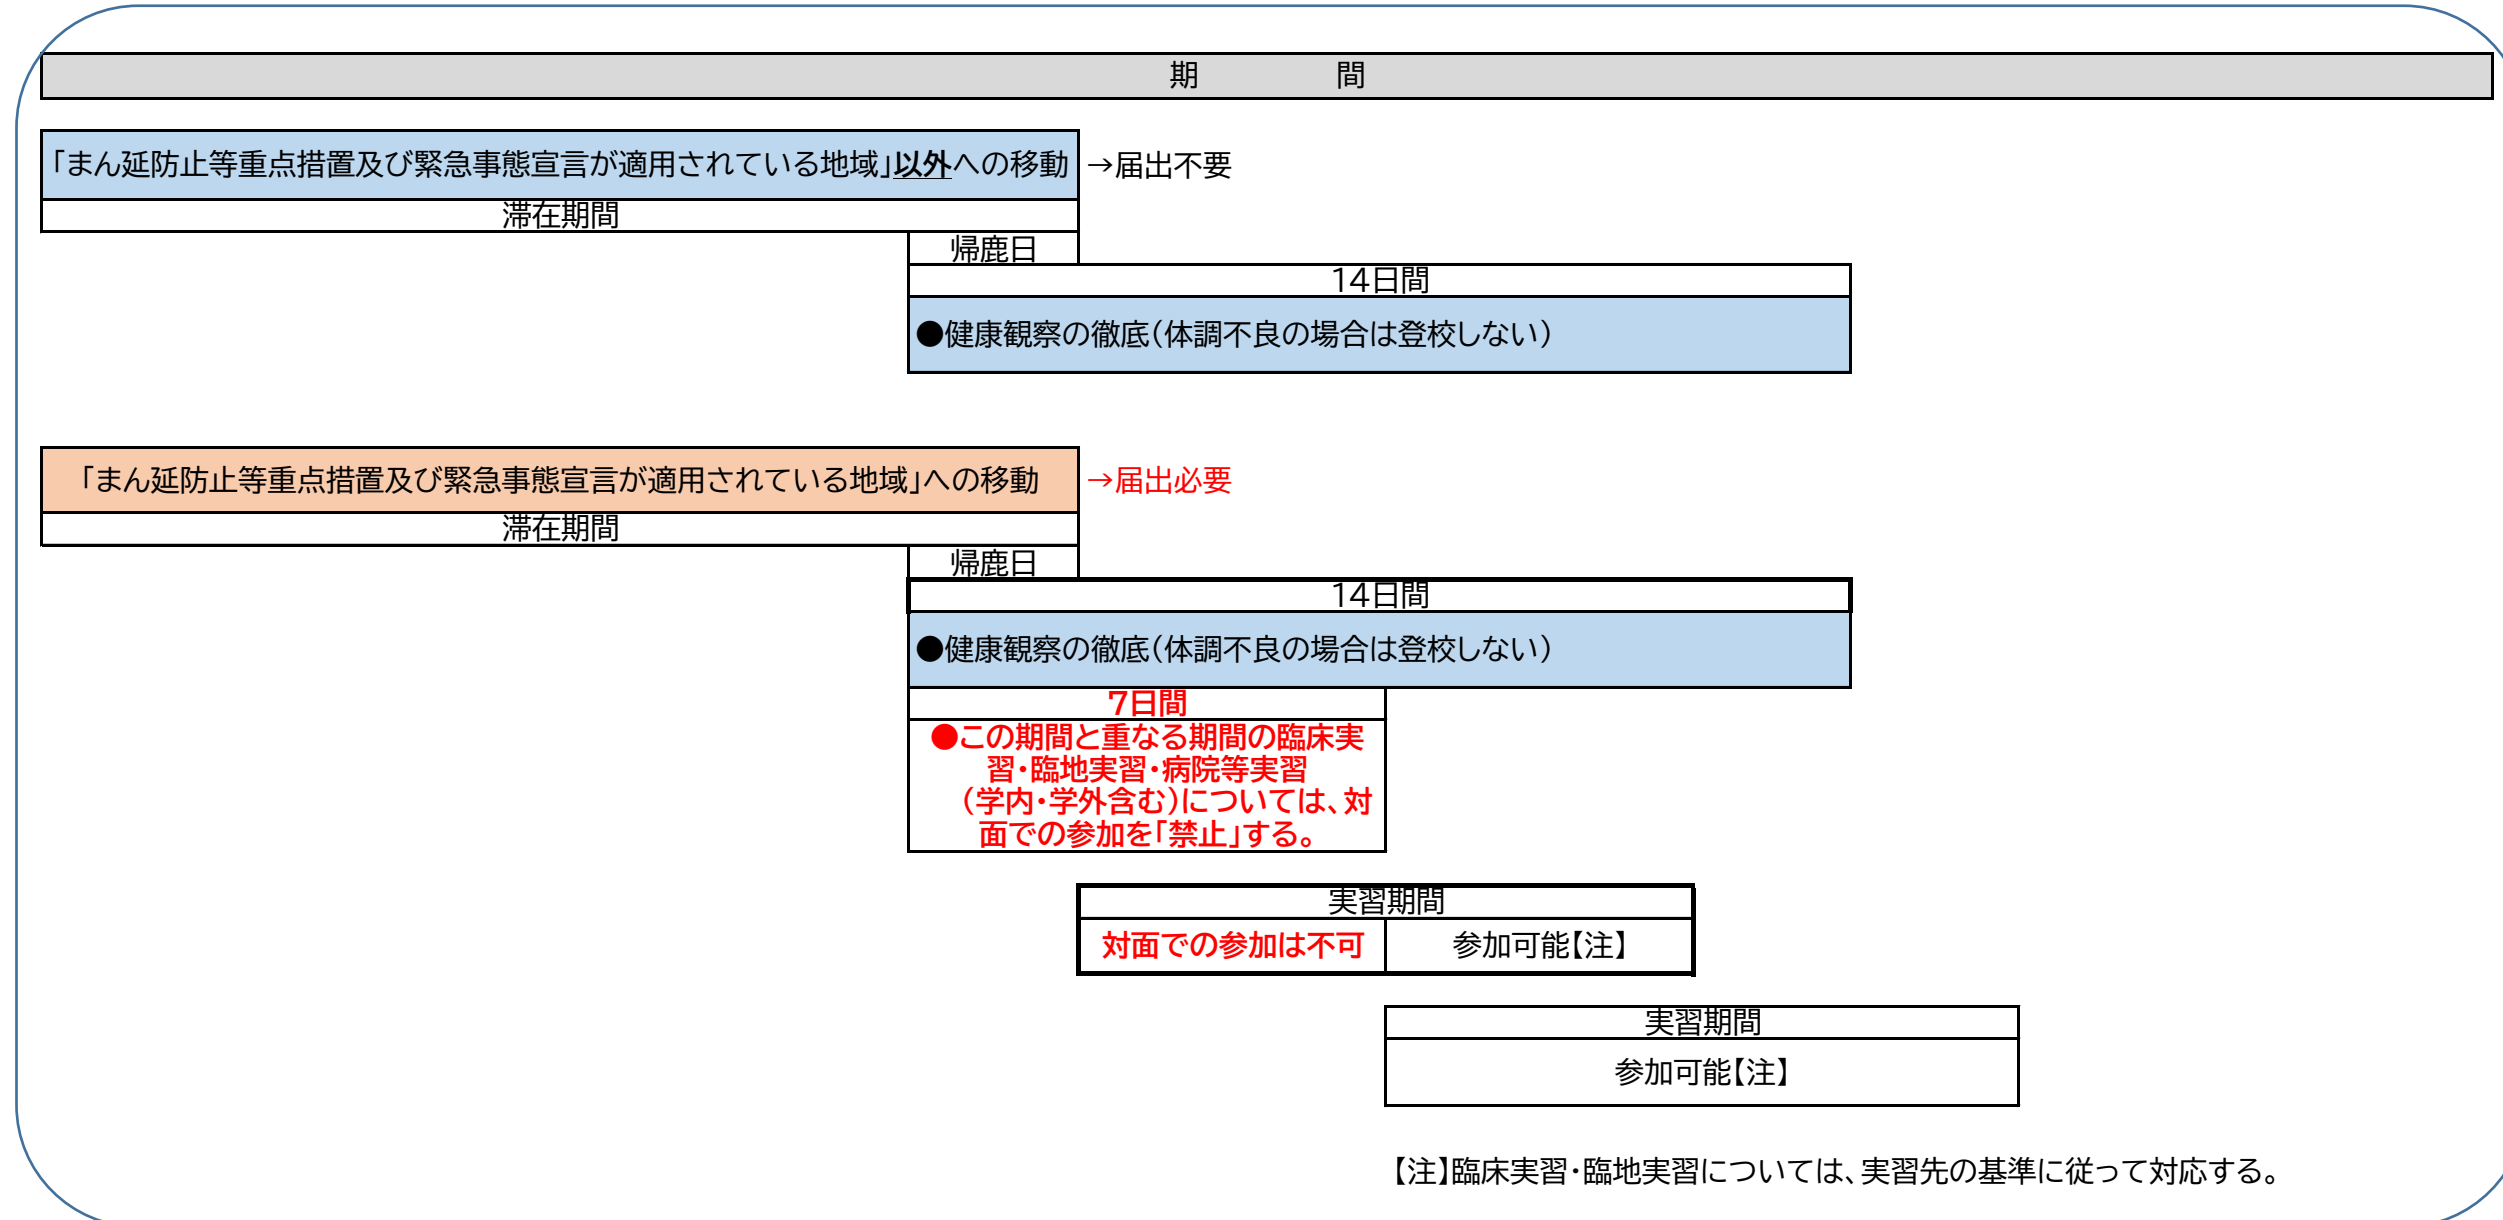 期 間
「まん延防止等重点措置及び緊急事態宣言が適用されている地域」以外への移動 →届出不要
滞在期間
帰鹿日
14日間
●健康観察の徹底（体調不良の場合は登校しない）
「まん延防止等重点措置及び緊急事態宣言が適用されている地域」への移動 →届出必要
滞在期間
帰鹿日
14日間
●健康観察の徹底（体調不良の場合は登校しない）
7日間
●この期間と重なる期間の臨床実
習・臨地実習・病院等実習
（学内・学外含む）については、対
面での参加を「禁止」する。
実習期間
対面での参加は不可 参加可能【注】
実習期間
参加可能【注】
【注】臨床実習・臨地実習については、実習先の基準に従って対応する。